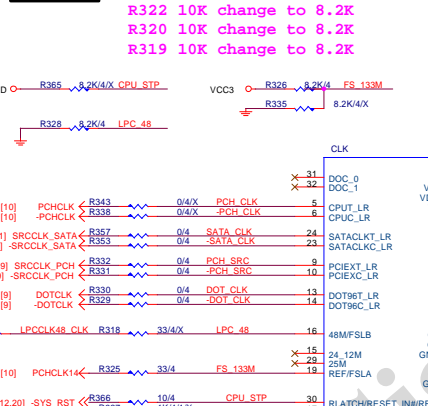 R322 10K change to 8.2K
R320 10K change to 8.2K
R319 10K change to 8.2K
D R365 8.2K/4/X CPU_STP
VCC3 R326 8.2K/4 FS_133M
R335 8.2K/4/X
R328 8.2K/4 LPC_48
CLK
31 DOC_0
32 DOC_1
[10] PCHCLK R343 0/4/X PCH_CLK 5 CPUT_LR
[10] -PCHCLK R338 0/4/X -PCH_CLK 6 CPUC_LR
1] SRCCLK_SATA R357 0/4 SATA_CLK 24 SATACLKT_LR
] -SRCCLK_SATA R353 0/4 -SATA_CLK 23 SATACLKC_LR
9] SRCCLK_PCH R332 0/4 PCH_SRC 9 PCIEXT_LR
] -SRCCLK_PCH R331 0/4 -PCH_SRC 10 PCIEXC_LR
[9] DOTCLK R330 0/4 DOT_CLK 13 DOT96T_LR
[9] -DOTCLK R329 0/4 -DOT_CLK 14 DOT96C_LR
LPCCLK48_CLK R318 33/4/X LPC_48 16 48M/FSLB
15 24_12M
29 25M
[10] PCHCLK14 R325 33/4 FS_133M 19 REF/FSLA
12,20] -SYS_RST R366 10/4 CPU_STP 30